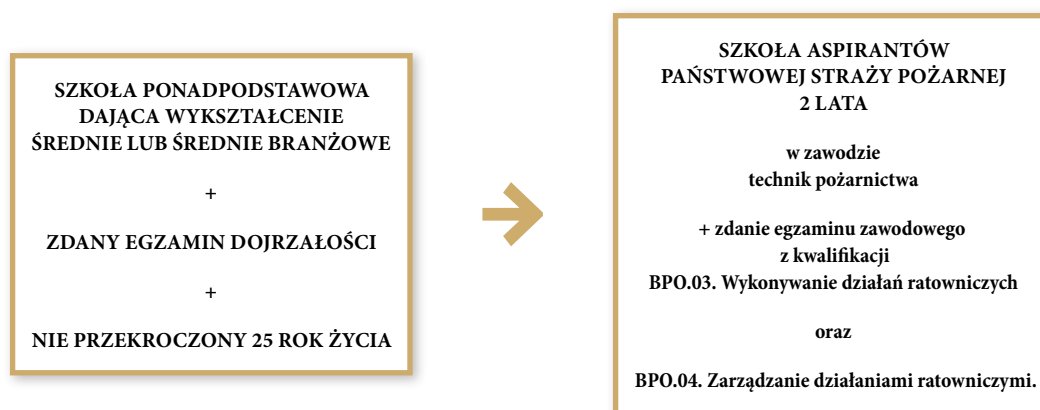 SZKOŁA PONADPODSTAWOWA
DAJĄCA WYKSZTAŁCENIE
ŚREDNIE LUB ŚREDNIE BRANŻOWE
+
ZDANY EGZAMIN DOJRZAŁOŚCI
+
NIE PRZEKROCZONY 25 ROK ŻYCIA
SZKOŁA ASPIRANTÓW
PAŃSTWOWEJ STRAŻY POŻARNEJ
2 LATA
w zawodzie
technik pożarnictwa
+ zdanie egzaminu zawodowego
z kwalifikacji
BPO.03. Wykonywanie działań ratowniczych
oraz
BPO.04. Zarządzanie działaniami ratowniczymi.